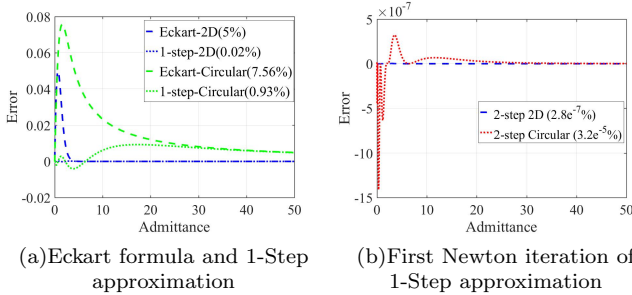 0.08
0.06
0.04
0.02
0
-0.02
Error
Eckart-2D(5%)
1-step-2D(0.02%)
Eckart-Circular(7.56%)
1-step-Circular(0.93%)
0 10 20 30 40 50
Admittance
(a)Eckart formula and 1-Step
approximation
×10⁻⁷
5
0
-5
-10
-15
Error
2-step 2D (2.8e⁻⁷%)
2-step Circular (3.2e⁻⁵%)
0 10 20 30 40 50
Admittance
(b)First Newton iteration of
1-Step approximation